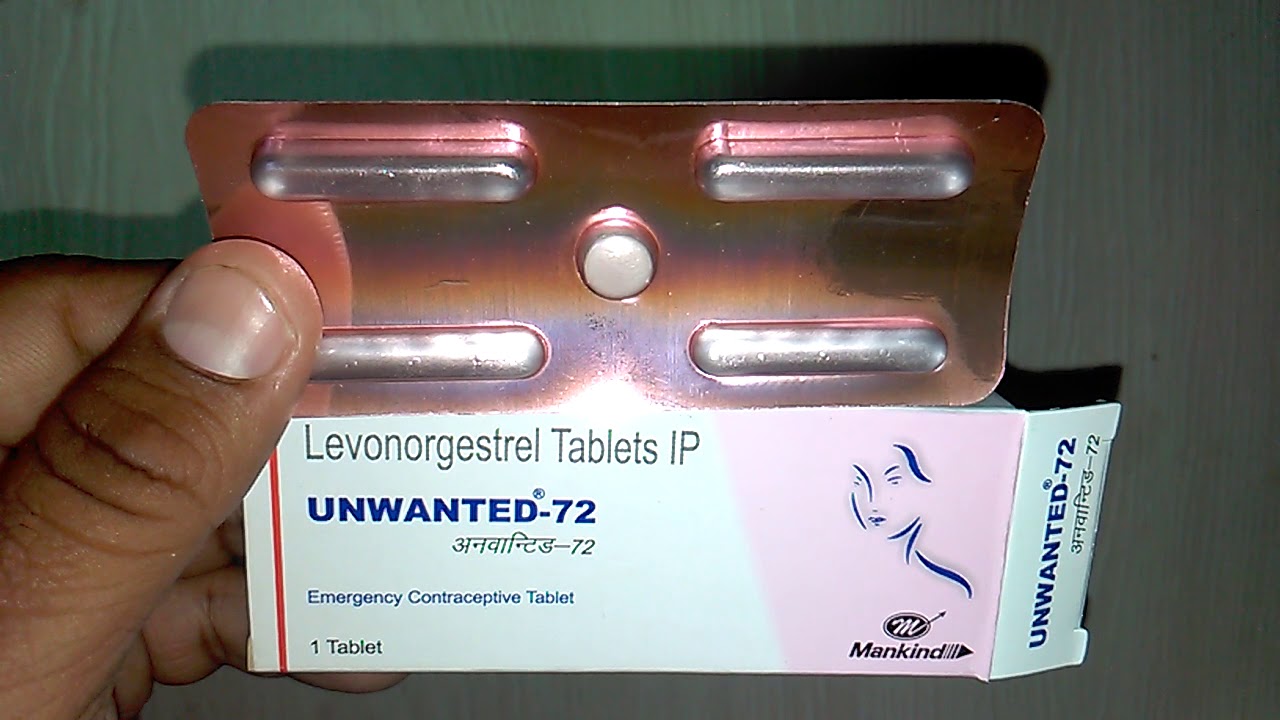 Levonorgestrel Tablets IP
UNWANTED®-72
अनवान्टिड-72
Emergency Contraceptive Tablet
1 Tablet
M
Mankind
UNWANTED®-72
अनवान्टिड-72